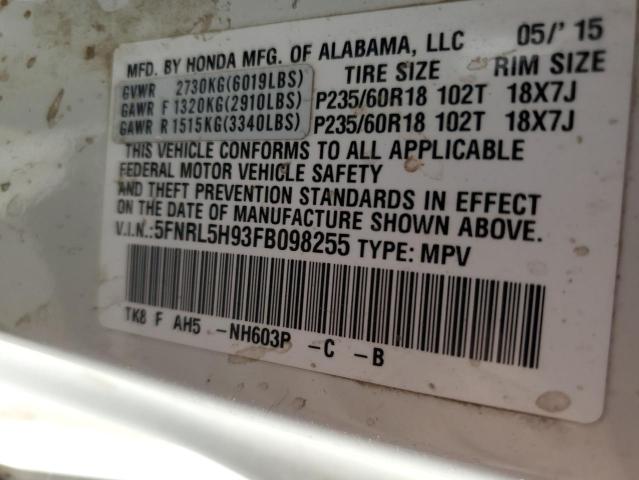 MFD. BY HONDA MFG. OF ALABAMA, LLC 05/'15
GVWR 2730KG(6019LBS) TIRE SIZE RIM SIZE
GAWR F 1320KG(2910LBS) P235/60R18 102T 18X7J
GAWR R 1515KG(3340LBS) P235/60R18 102T 18X7J
THIS VEHICLE CONFORMS TO ALL APPLICABLE
FEDERAL MOTOR VEHICLE SAFETY
AND THEFT PREVENTION STANDARDS IN EFFECT
ON THE DATE OF MANUFACTURE SHOWN ABOVE.
V.I.N.:5FNRL5H93FB098255 TYPE: MPV
TK8 F AH5 -NH603P -C -B